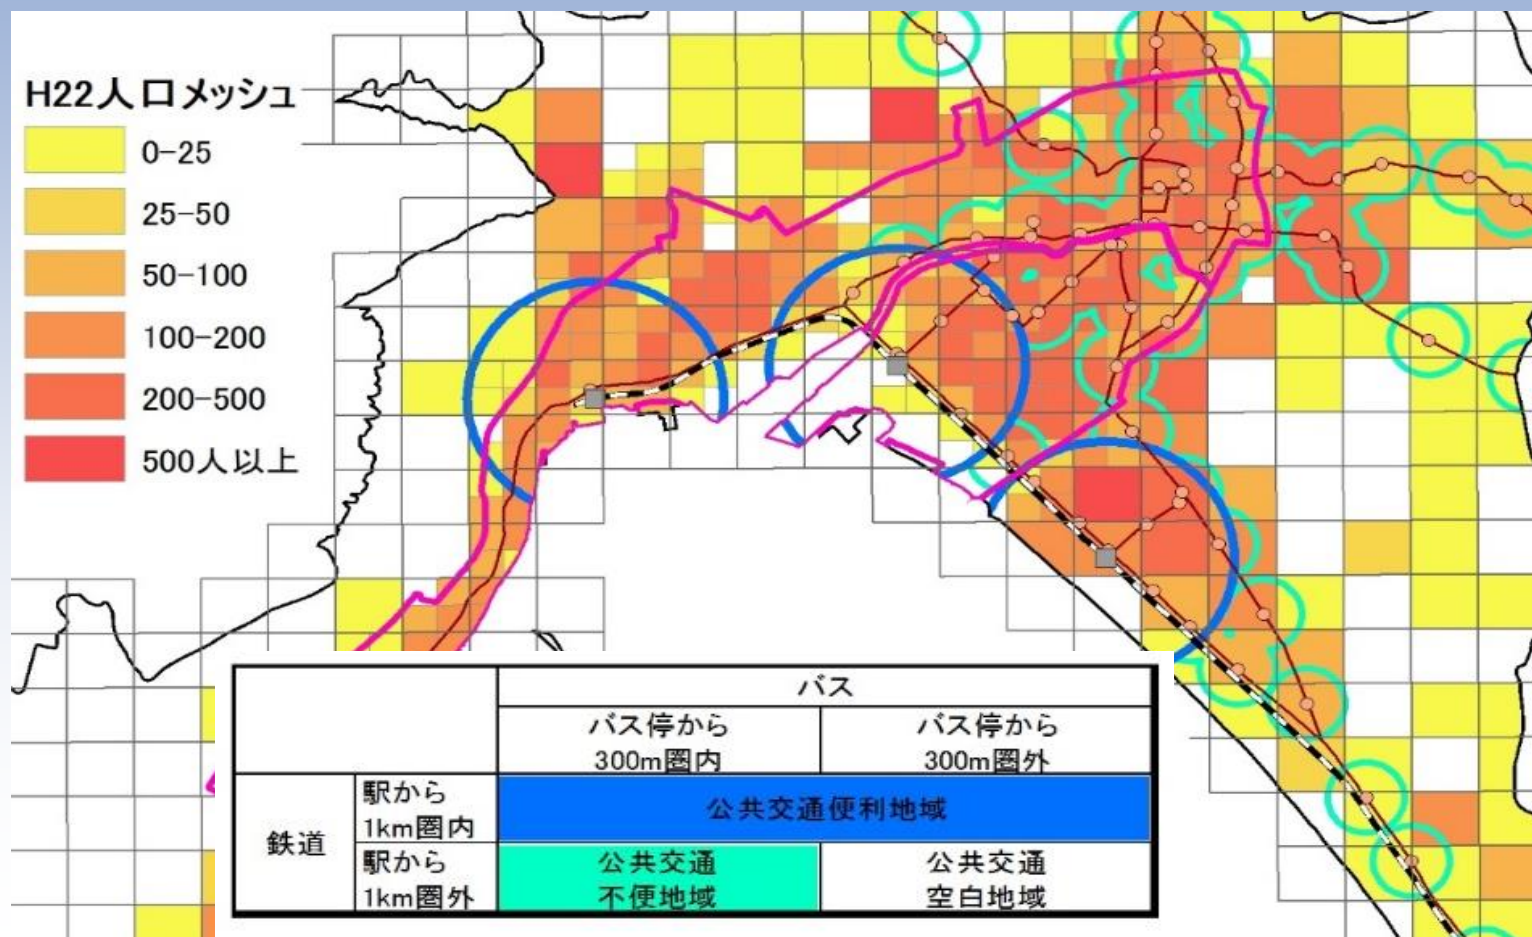 H22人口メッシュ
0-25
25-50
50-100
100-200
200-500
500人以上
バス
バス停から
300m圏内
バス停から
300m圏外
鉄道
駅から
1km圏内
公共交通便利地域
駅から
1km圏外
公共交通
不便地域
公共交通
空白地域